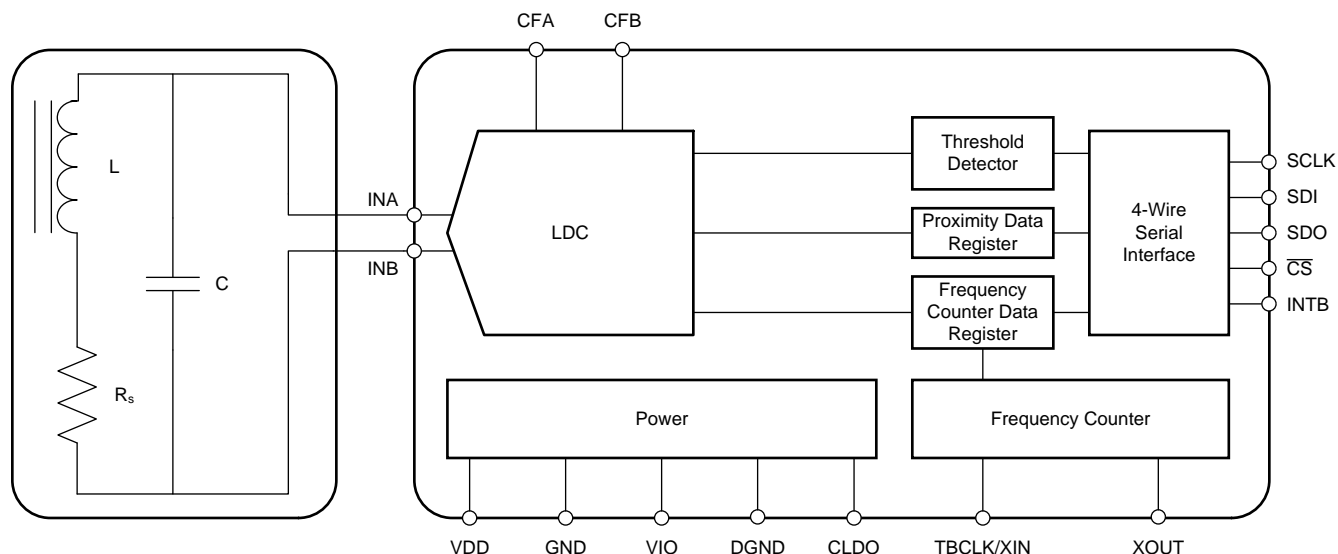 CFA
CFB
L
C
Rs
INA
INB
LDC
Threshold
Detector
Proximity Data
Register
Frequency
Counter Data
Register
4-Wire
Serial
Interface
SCLK
SDI
SDO
C̅S̅
INTB
Power
Frequency Counter
VDD
GND
VIO
DGND
CLDO
TBCLK/XIN
XOUT